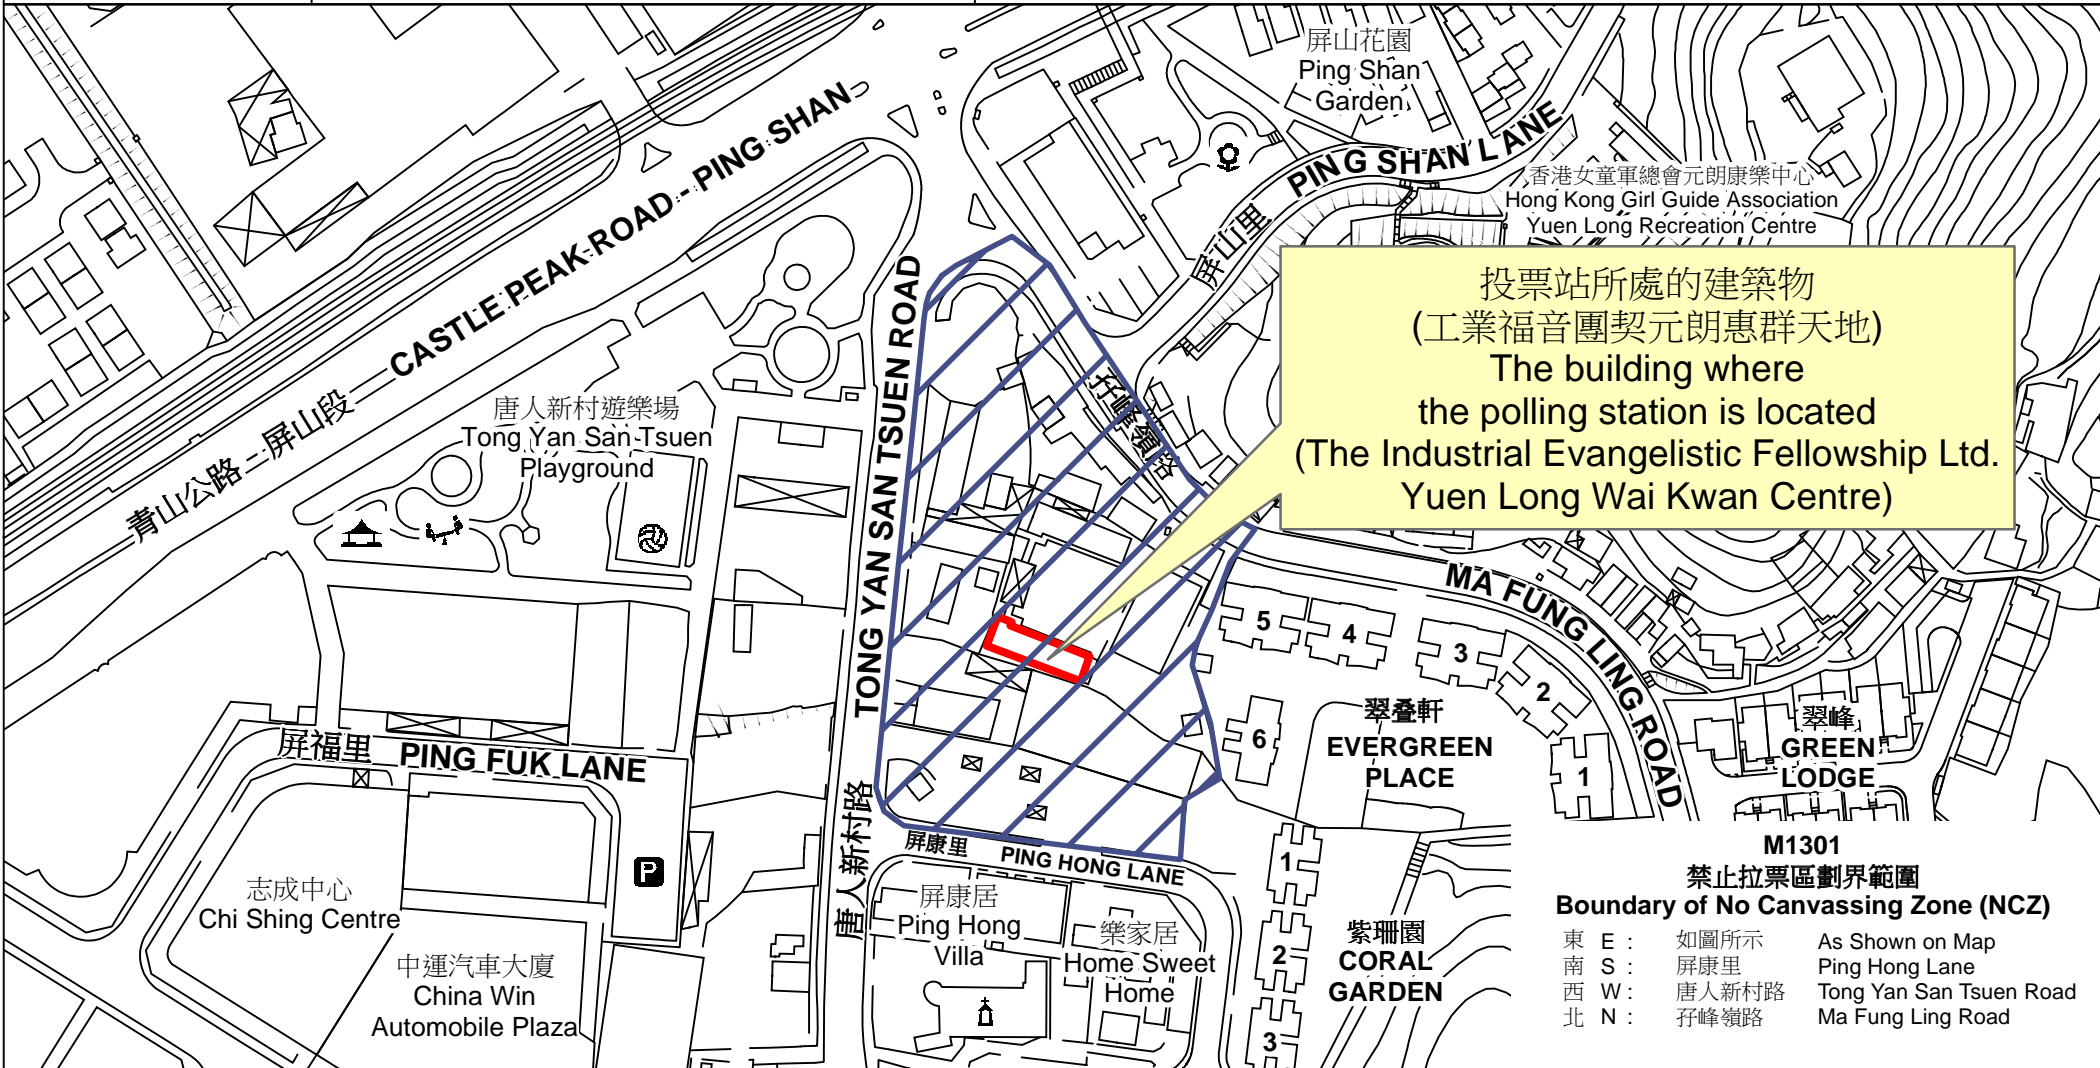 屏山花園
Ping Shan
Garden
CASTLE PEAK ROAD - PING SHAN
青山公路 - 屏山段
屏山里
PING SHAN LANE
香港女童軍總會元朗康樂中心
Hong Kong Girl Guide Association
Yuen Long Recreation Centre
投票站所處的建築物
(工業福音團契元朗惠群天地)
The building where
the polling station is located
(The Industrial Evangelistic Fellowship Ltd.
Yuen Long Wai Kwan Centre)
唐人新村遊樂場
Tong Yan San Tsuen
Playground
TONG YAN SAN TSUEN ROAD
唐人新村路
孖峰嶺路
MA FUNG LING ROAD
5
4
3
2
1
6
翠叠軒
EVERGREEN
PLACE
翠峰
GREEN
LODGE
屏福里 PING FUK LANE
P
屏康里 PING HONG LANE
志成中心
Chi Shing Centre
中運汽車大廈
China Win
Automobile Plaza
屏康居
Ping Hong
Villa
樂家居
Home Sweet
Home
1
2
3
紫珊園
CORAL
GARDEN
M1301
禁止拉票區劃界範圍
Boundary of No Canvassing Zone (NCZ)
東 E : 如圖所示 As Shown on Map
南 S : 屏康里 Ping Hong Lane
西 W : 唐人新村路 Tong Yan San Tsuen Road
北 N : 孖峰嶺路 Ma Fung Ling Road